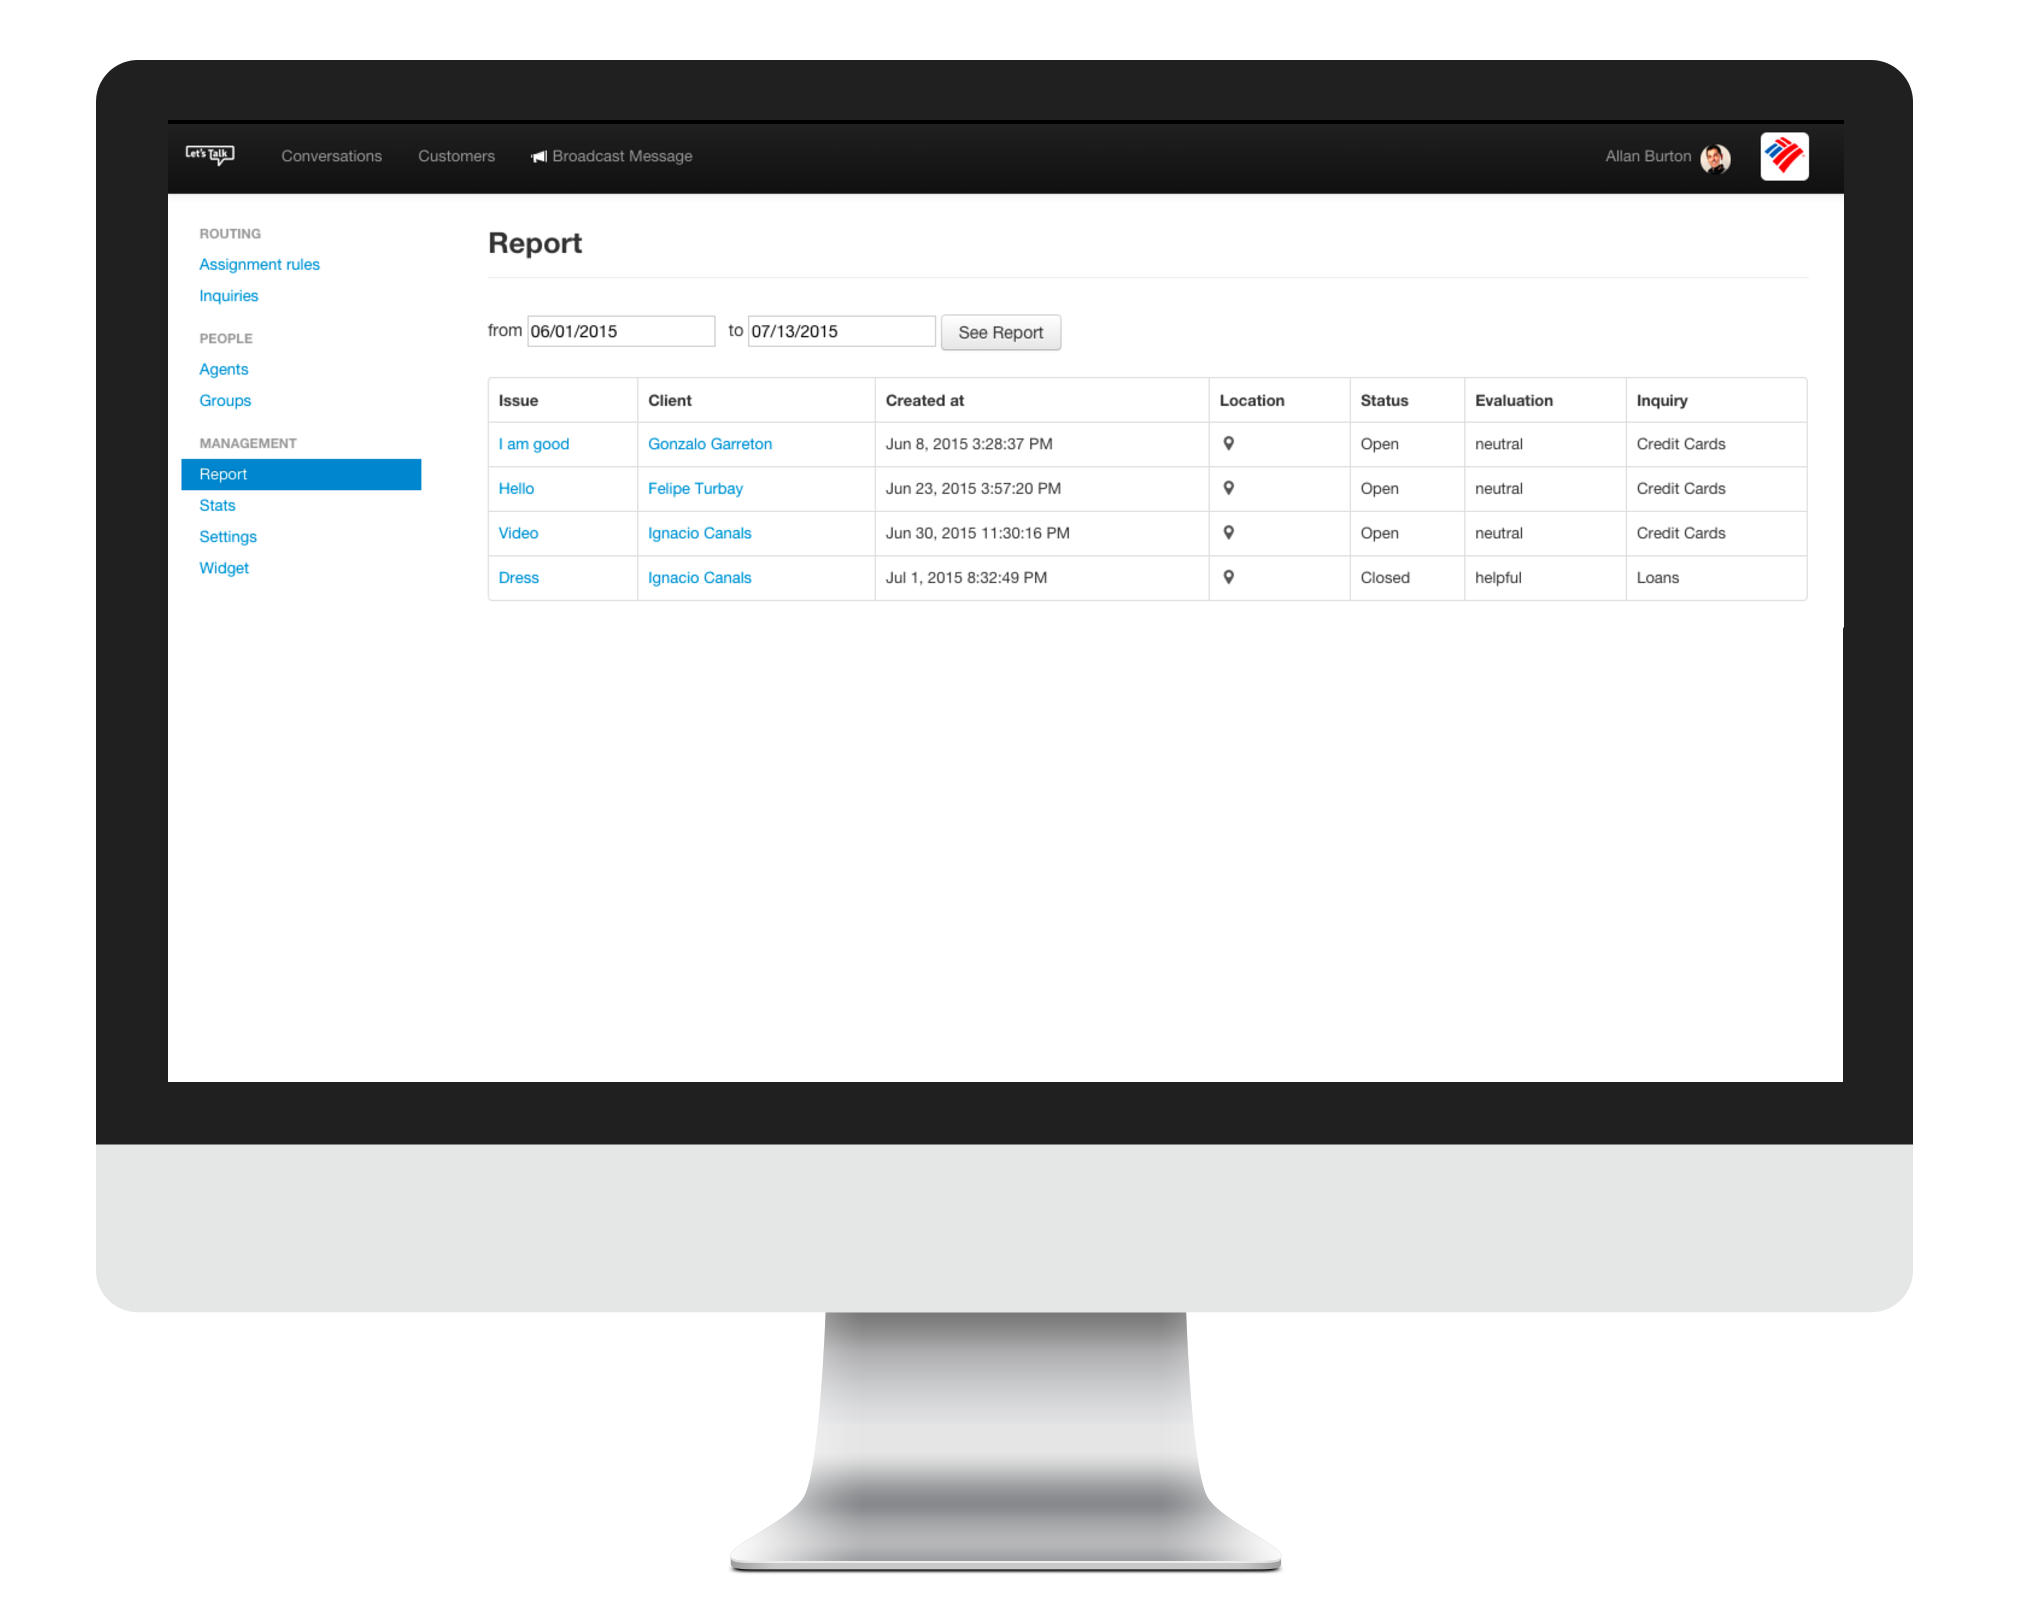 Let's Talk Conversations Customers Broadcast Message Allan Burton
ROUTING
Assignment rules
Inquiries
PEOPLE
Agents
Groups
MANAGEMENT
Report
Stats
Settings
Widget
Report
from 06/01/2015 to 07/13/2015 See Report
Issue Client Created at Location Status Evaluation Inquiry
I am good Gonzalo Garreton Jun 8, 2015 3:28:37 PM Open neutral Credit Cards
Hello Felipe Turbay Jun 23, 2015 3:57:20 PM Open neutral Credit Cards
Video Ignacio Canals Jun 30, 2015 11:30:16 PM Open neutral Credit Cards
Dress Ignacio Canals Jul 1, 2015 8:32:49 PM Closed helpful Loans